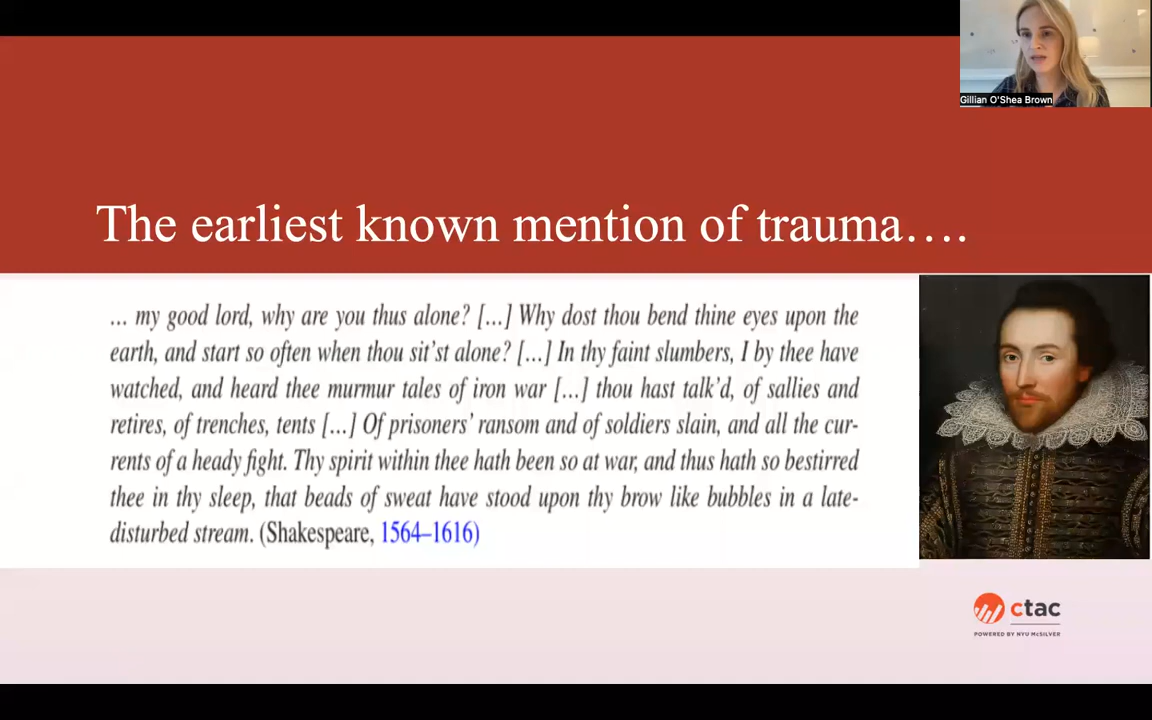 Gillian O'Shea Brown
The earliest known mention of trauma….
... my good lord, why are you thus alone? [...] Why dost thou bend thine eyes upon the
earth, and start so often when thou sit'st alone? [...] In thy faint slumbers, I by thee have
watched, and heard thee murmur tales of iron war [...] thou hast talk'd, of sallies and
retires, of trenches, tents [...] Of prisoners' ransom and of soldiers slain, and all the cur-
rents of a heady fight. Thy spirit within thee hath been so at war, and thus hath so bestirred
thee in thy sleep, that beads of sweat have stood upon thy brow like bubbles in a late-
disturbed stream. (Shakespeare, 1564–1616)
ctac
POWERED BY NYU McSILVER